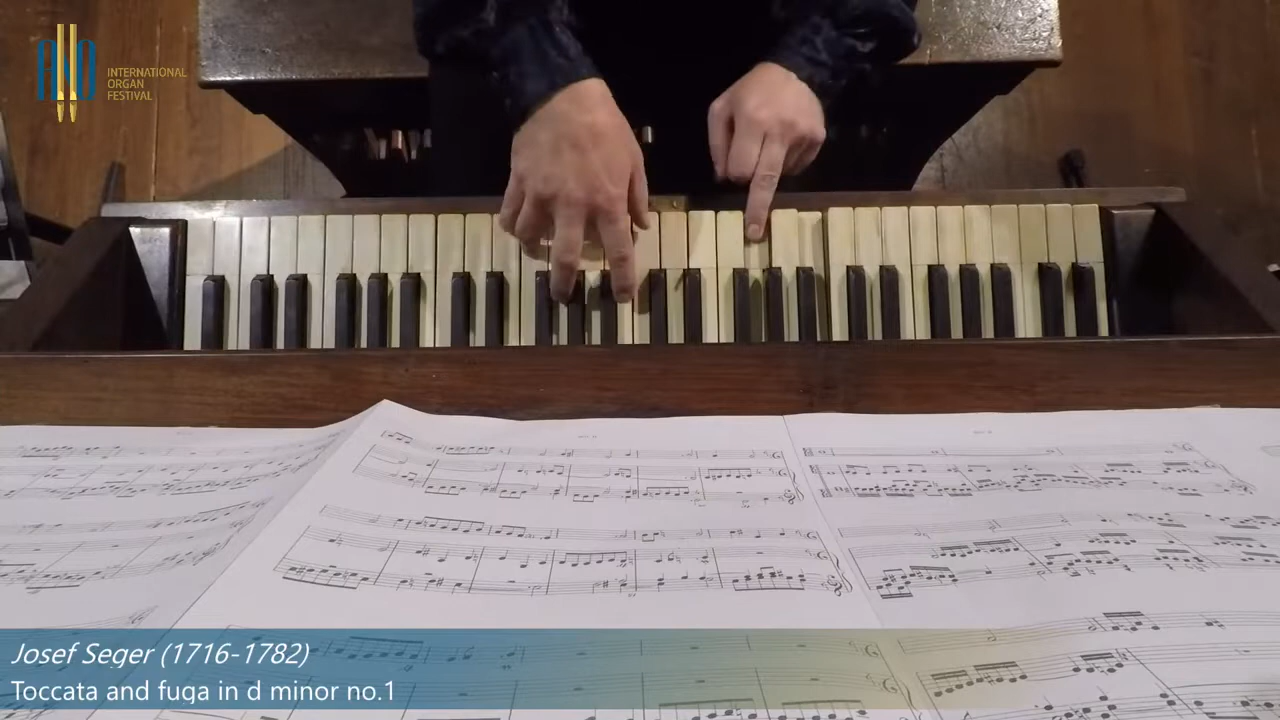 INTERNATIONAL
ORGAN
FESTIVAL
Josef Seger (1716-1782)
Toccata and fuga in d minor no.1